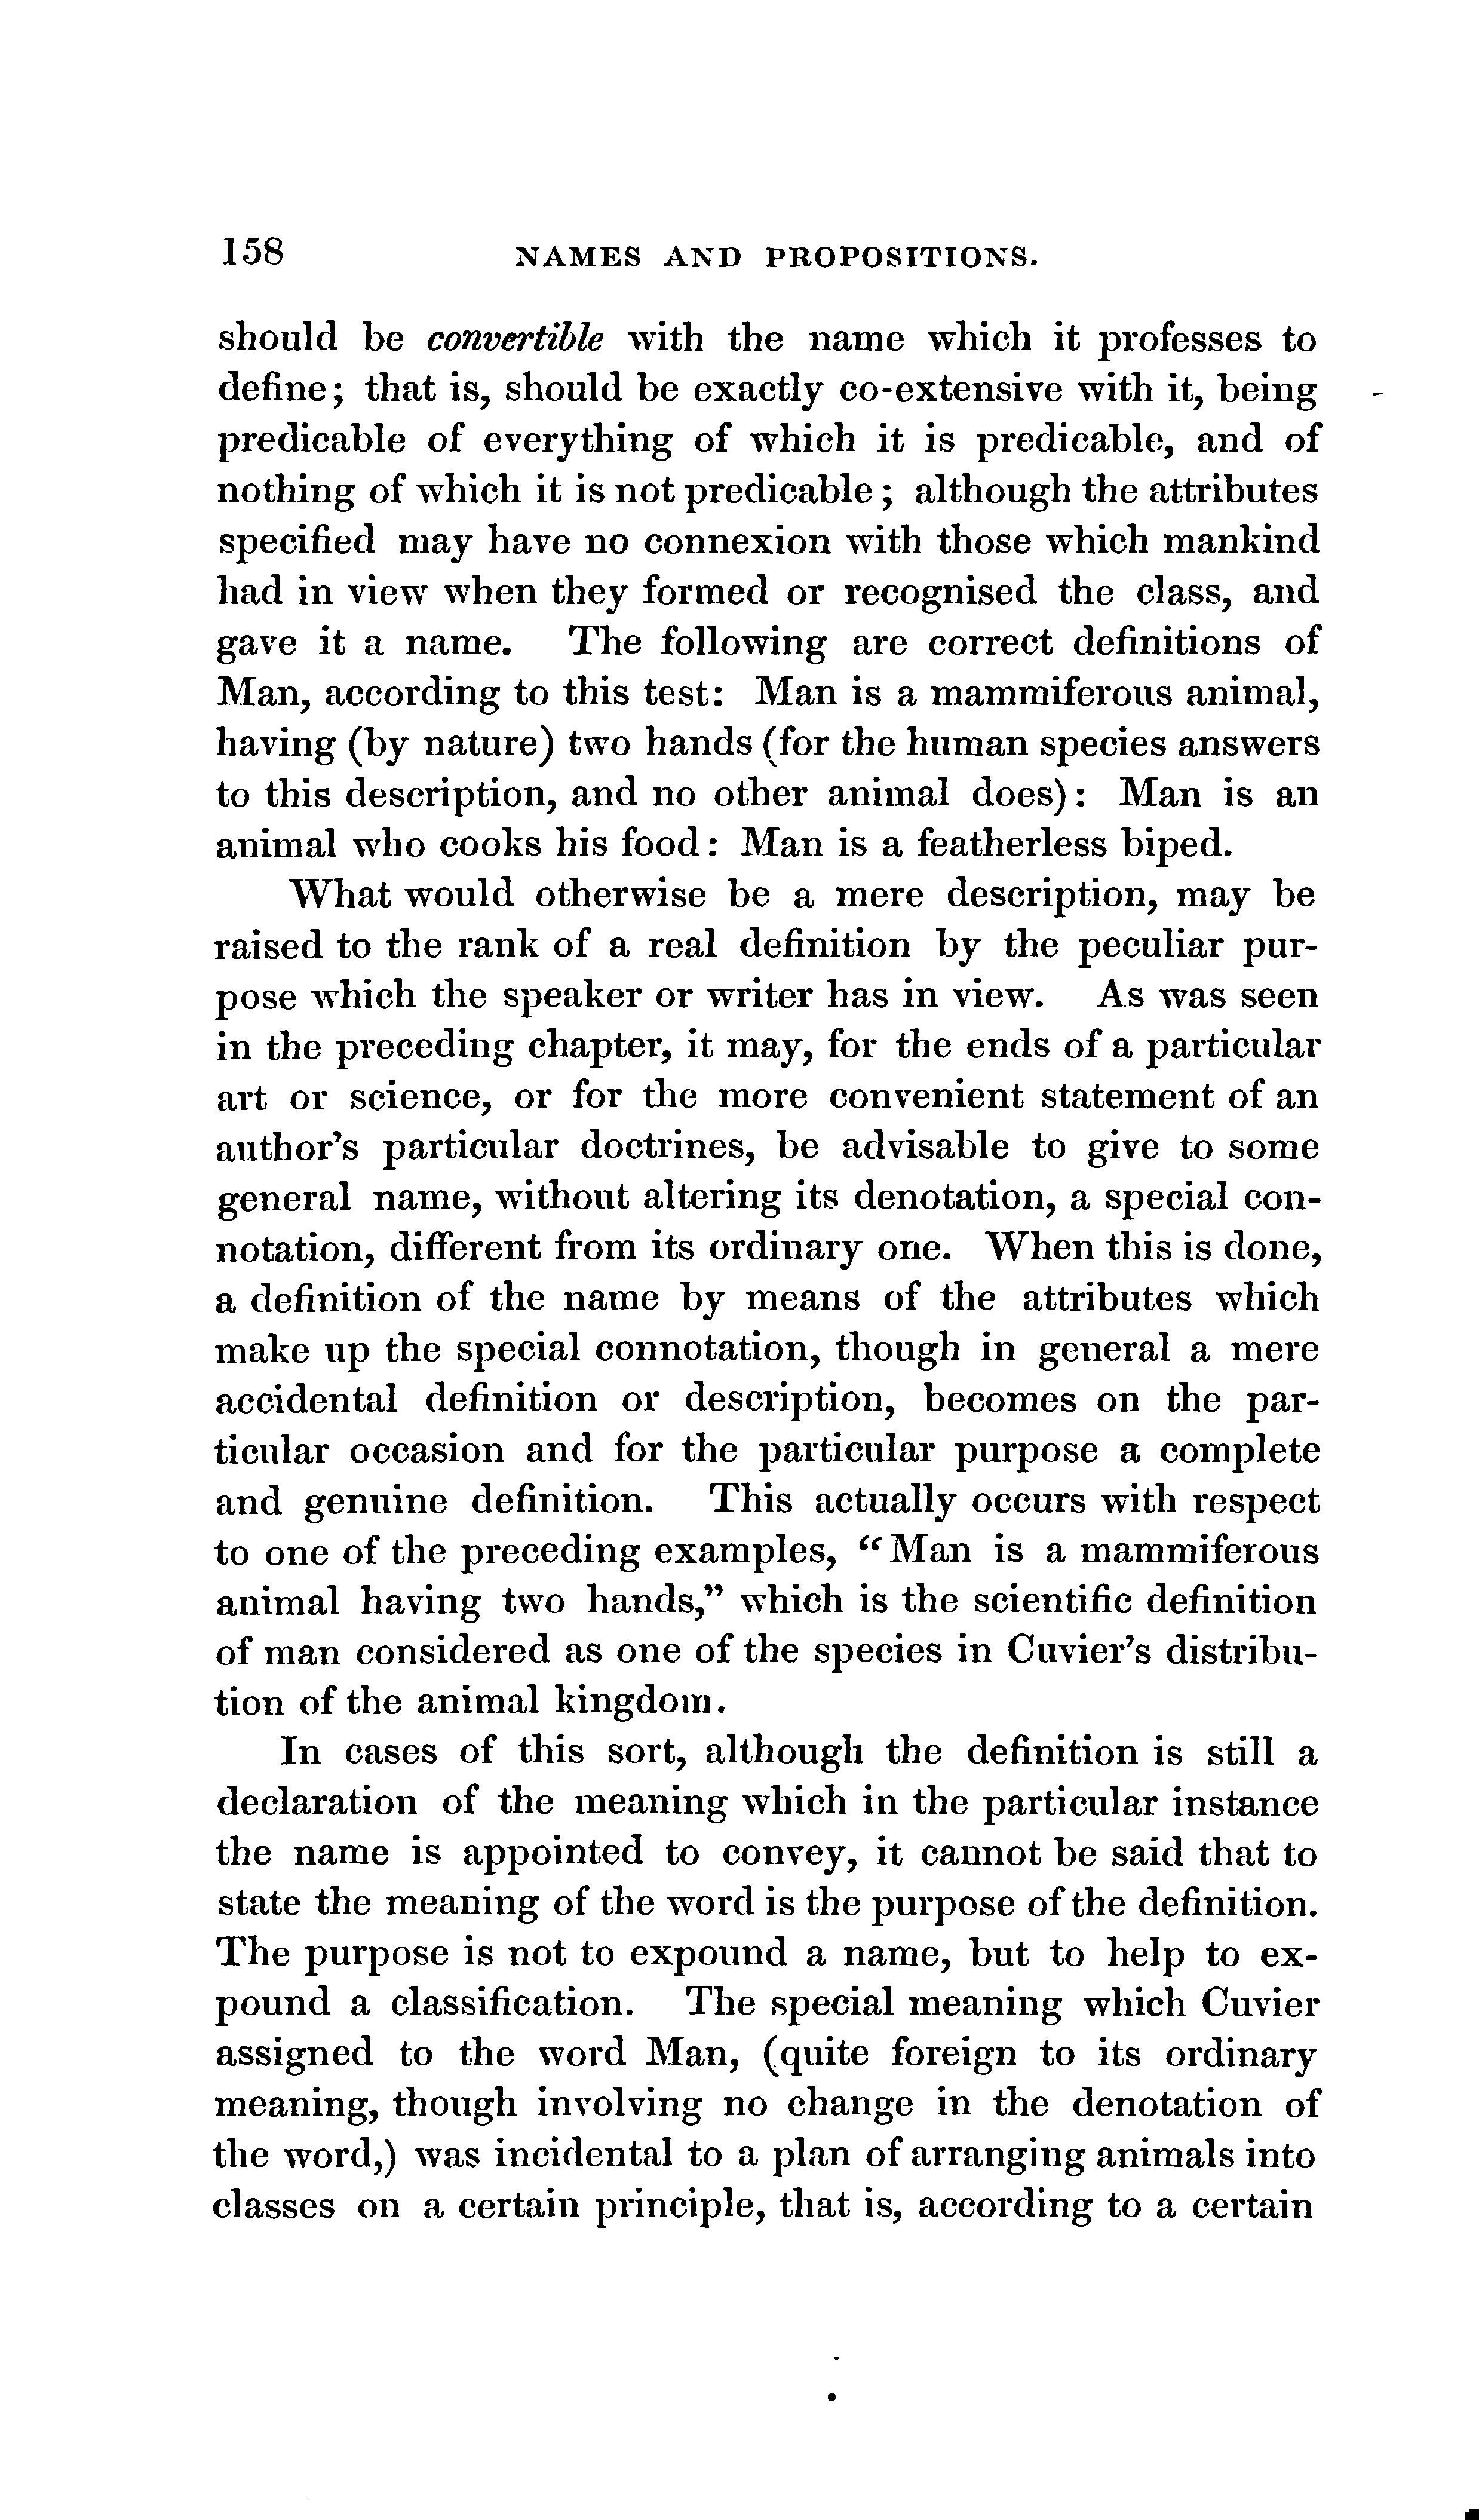 158 NAMES AND PROPOSITIONS.
should be convertible with the name which it professes to
define; that is, should be exactly co-extensive with it, being
predicable of everything of which it is predicable, and of
nothing of which it is not predicable; although the attributes
specified may have no connexion with those which mankind
had in view when they formed or recognised the class, and
gave it a name. The following are correct definitions of
Man, according to this test: Man is a mammiferous animal,
having (by nature) two hands (for the human species answers
to this description, and no other animal does): Man is an
animal who cooks his food: Man is a featherless biped.
What would otherwise be a mere description, may be
raised to the rank of a real definition by the peculiar pur-
pose which the speaker or writer has in view. As was seen
in the preceding chapter, it may, for the ends of a particular
art or science, or for the more convenient statement of an
author's particular doctrines, be advisable to give to some
general name, without altering its denotation, a special con-
notation, different from its ordinary one. When this is done,
a definition of the name by means of the attributes which
make up the special connotation, though in general a mere
accidental definition or description, becomes on the par-
ticular occasion and for the particular purpose a complete
and genuine definition. This actually occurs with respect
to one of the preceding examples, "Man is a mammiferous
animal having two hands," which is the scientific definition
of man considered as one of the species in Cuvier's distribu-
tion of the animal kingdom.
In cases of this sort, although the definition is still a
declaration of the meaning which in the particular instance
the name is appointed to convey, it cannot be said that to
state the meaning of the word is the purpose of the definition.
The purpose is not to expound a name, but to help to ex-
pound a classification. The special meaning which Cuvier
assigned to the word Man, (quite foreign to its ordinary
meaning, though involving no change in the denotation of
the word,) was incidental to a plan of arranging animals into
classes on a certain principle, that is, according to a certain